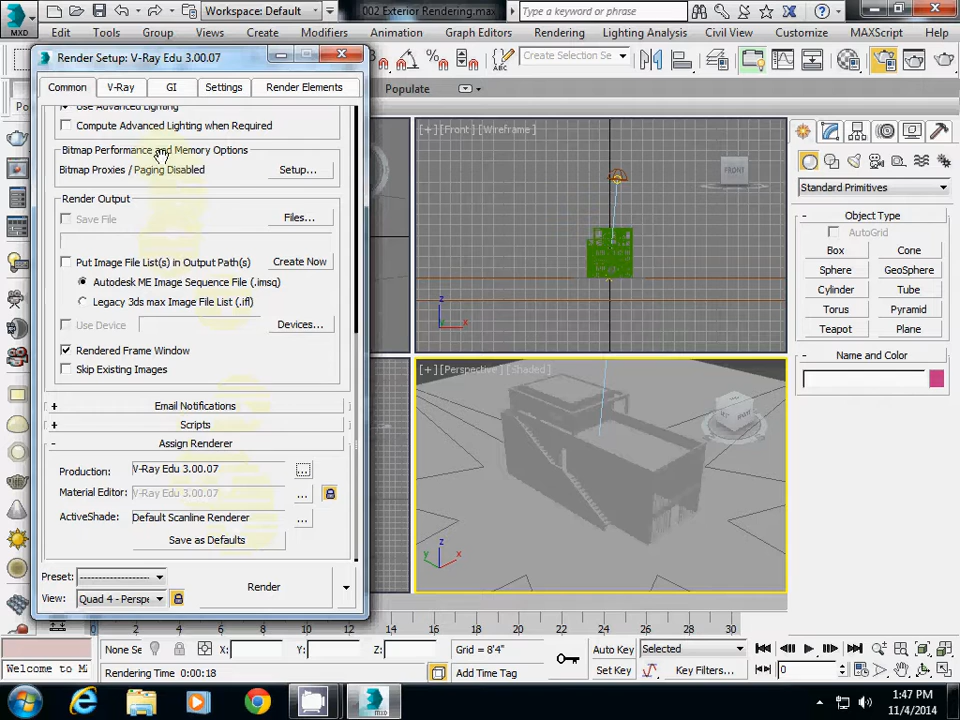 Workspace: Default
002 Exterior Rendering.max
Type a keyword or phrase
MXD
Edit Tools Group Views Create Modifiers Animation Graph Editors Rendering Lighting Analysis Civil View Customize MAXScript Help
Render Setup: V-Ray Edu 3.00.07
Create Selection Se
ABC
Populate
Po
Common V-Ray GI Settings Render Elements
Use Advanced Lighting
Compute Advanced Lighting when Required
Bitmap Performance and Memory Options
Bitmap Proxies / Paging Disabled Setup...
Render Output
Save File Files...
Put Image File List(s) in Output Path(s) Create Now
Autodesk ME Image Sequence File (.imsq)
Legacy 3ds max Image File List (.ifl)
Use Device Devices...
Rendered Frame Window
Skip Existing Images
+ Email Notifications
+ Scripts
- Assign Renderer
Production: V-Ray Edu 3.00.07 ...
Material Editor: V-Ray Edu 3.00.07 ...
ActiveShade: Default Scanline Renderer ...
Save as Defaults
Preset: --------------------
View: Quad 4 - Perspe
Render
[+] [Front] [Wireframe]
FRONT
z
x
[+] [Perspective] [Shaded]
z
y x
Standard Primitives
- Object Type
AutoGrid
Box Cone
Sphere GeoSphere
Cylinder Tube
Torus Pyramid
Teapot Plane
- Name and Color
0 2 4 6 8 10 12 14 16 18 20 22 24 26 28 30
None Se X: Y: Z: Grid = 8'4" Auto Key Selected
Welcome to M Rendering Time 0:00:18 Add Time Tag Set Key Key Filters... 0
1:47 PM
11/4/2014